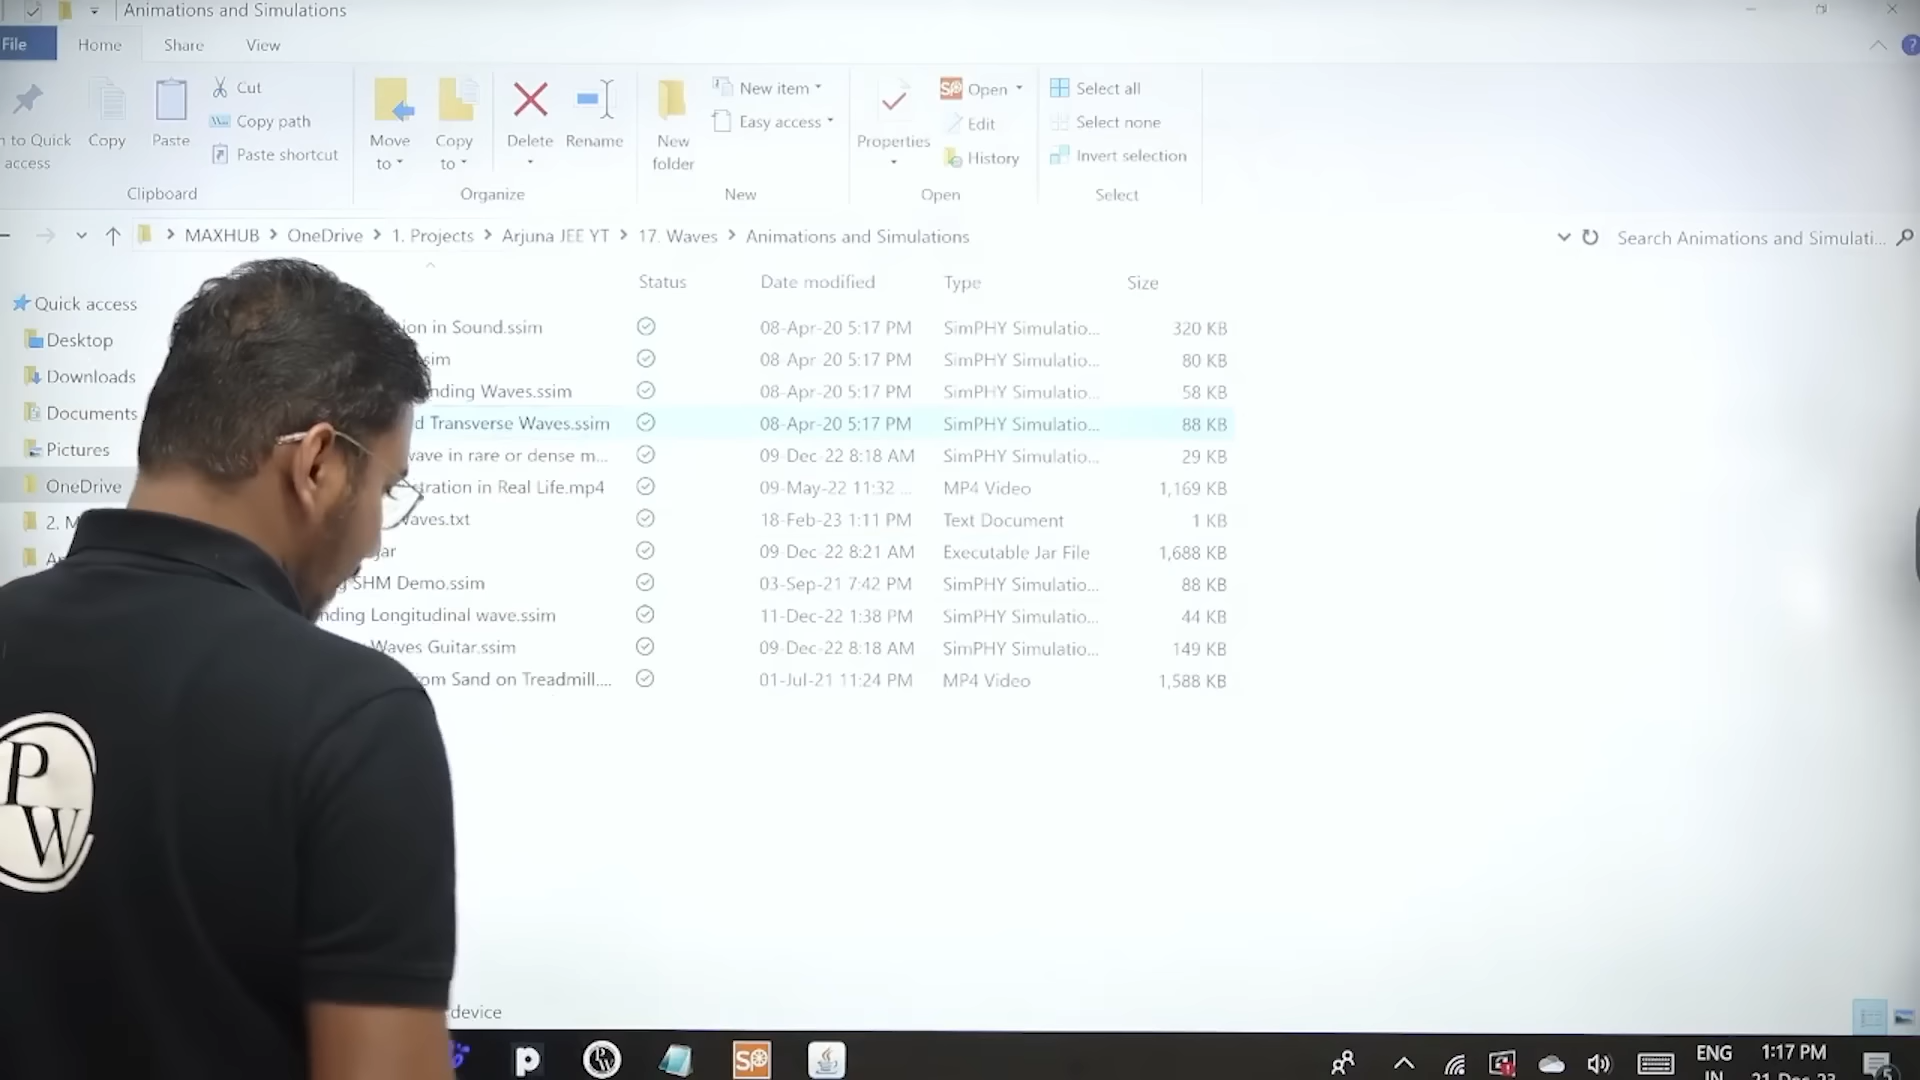 Animations and Simulations
File Home Share View
to Quick access
Copy
Paste
Cut
Copy path
Paste shortcut
Clipboard
Move to
Copy to
Delete
Rename
Organize
New folder
New item
Easy access
New
Properties
Open
Edit
History
Open
Select all
Select none
Invert selection
Select
MAXHUB > OneDrive > 1. Projects > Arjuna JEE YT > 17. Waves > Animations and Simulations
Search Animations and Simulati...
Status Date modified Type Size
Quick access
Desktop
Downloads
Documents
Pictures
OneDrive
2.
in Sound.ssim 08-Apr-20 5:17 PM SimPHY Simulatio... 320 KB
sim 08-Apr-20 5:17 PM SimPHY Simulatio... 80 KB
nding Waves.ssim 08-Apr-20 5:17 PM SimPHY Simulatio... 58 KB
d Transverse Waves.ssim 08-Apr-20 5:17 PM SimPHY Simulatio... 88 KB
wave in rare or dense m... 09-Dec-22 8:18 AM SimPHY Simulatio... 29 KB
stration in Real Life.mp4 09-May-22 11:32 ... MP4 Video 1,169 KB
Waves.txt 18-Feb-23 1:11 PM Text Document 1 KB
jar 09-Dec-22 8:21 AM Executable Jar File 1,688 KB
SHM Demo.ssim 03-Sep-21 7:42 PM SimPHY Simulatio... 88 KB
nding Longitudinal wave.ssim 11-Dec-22 1:38 PM SimPHY Simulatio... 44 KB
Waves Guitar.ssim 09-Dec-22 8:18 AM SimPHY Simulatio... 149 KB
om Sand on Treadmill.... 01-Jul-21 11:24 PM MP4 Video 1,588 KB
PW
device
P
PW
SP
ENG
IN
1:17 PM
21-Dec-23
5